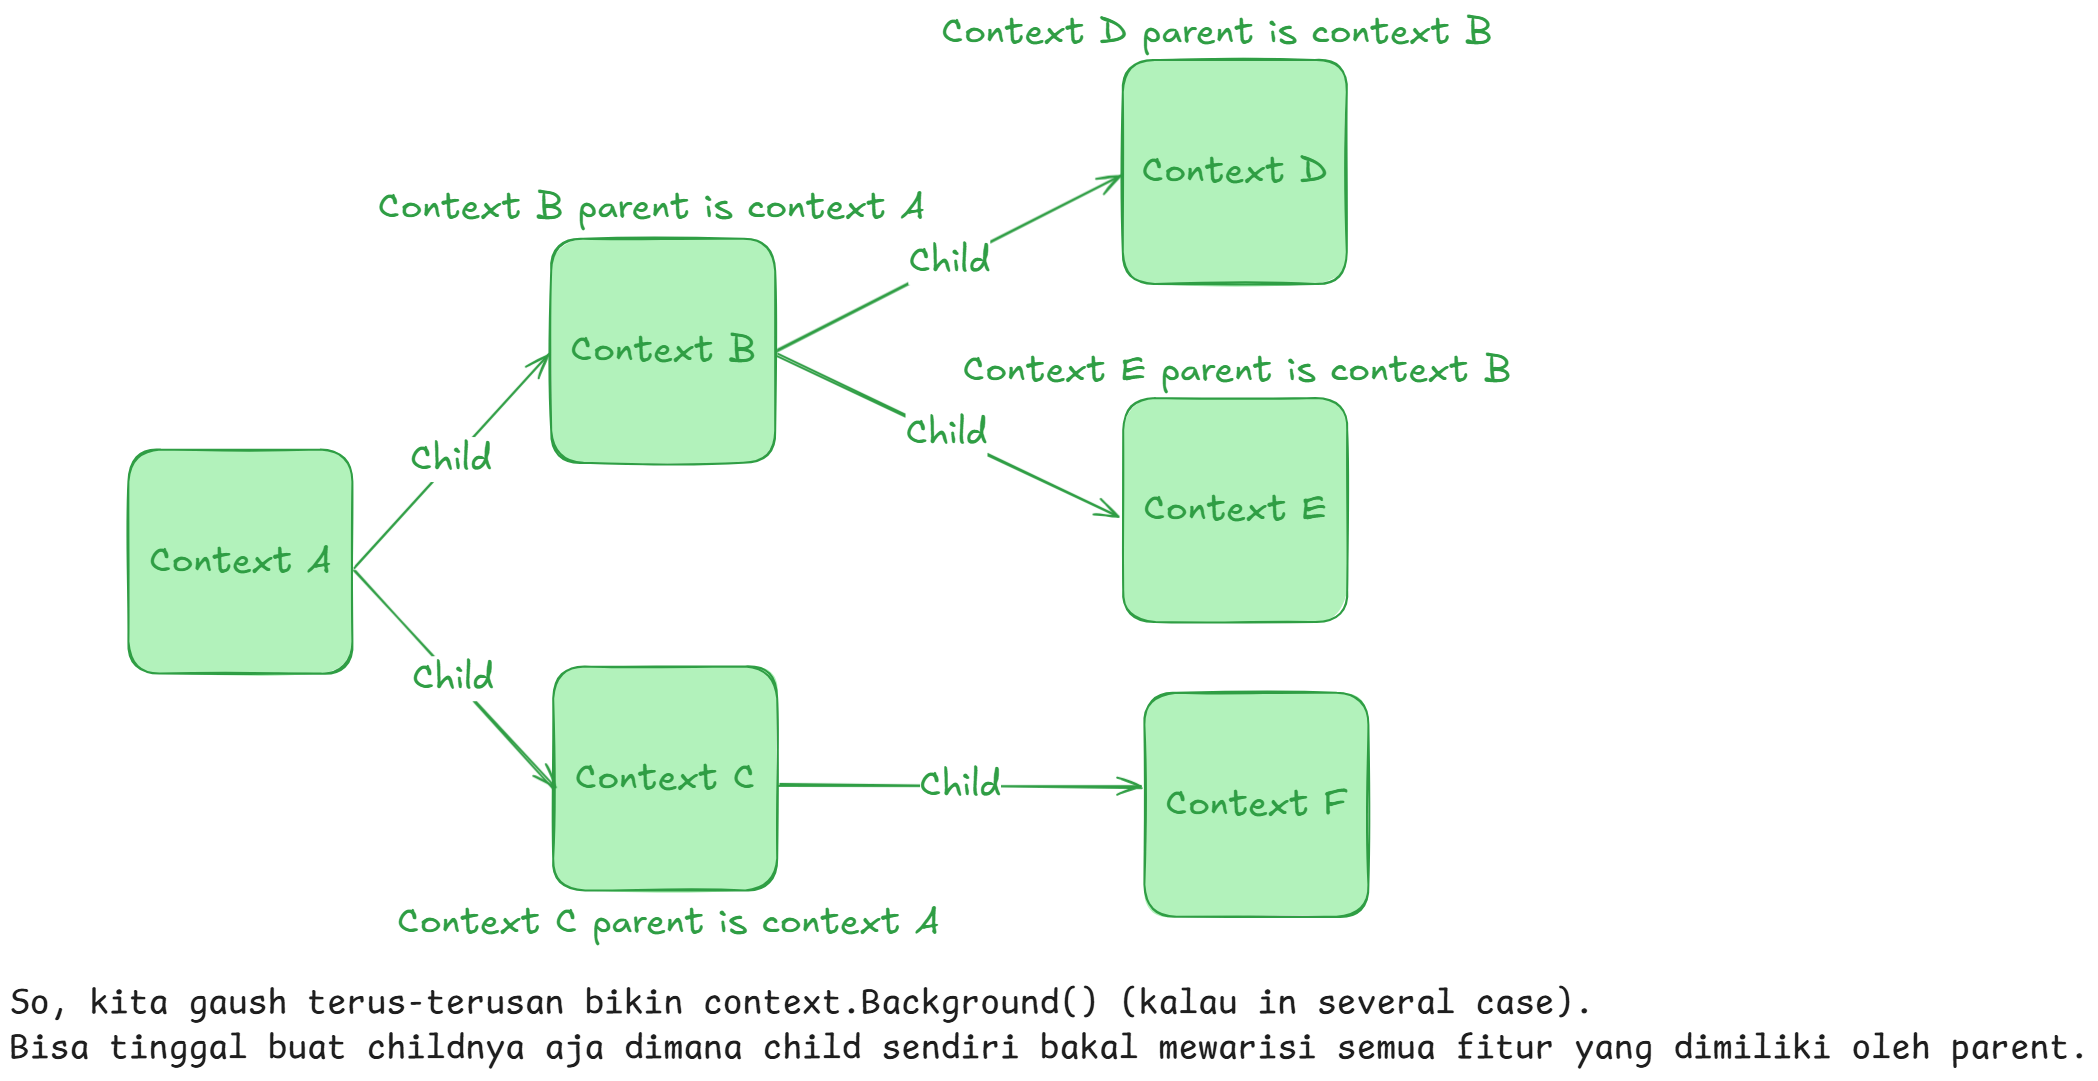 Context D parent is context B
Context D
Context B parent is context A
Child
Context B
Context E parent is context B
Child
Child
Context A
Context E
Child
Context C
Child
Context F
Context C parent is context A
So, kita gaush terus-terusan bikin context.Background() (kalau in several case).
Bisa tinggal buat childnya aja dimana child sendiri bakal mewarisi semua fitur yang dimiliki oleh parent.